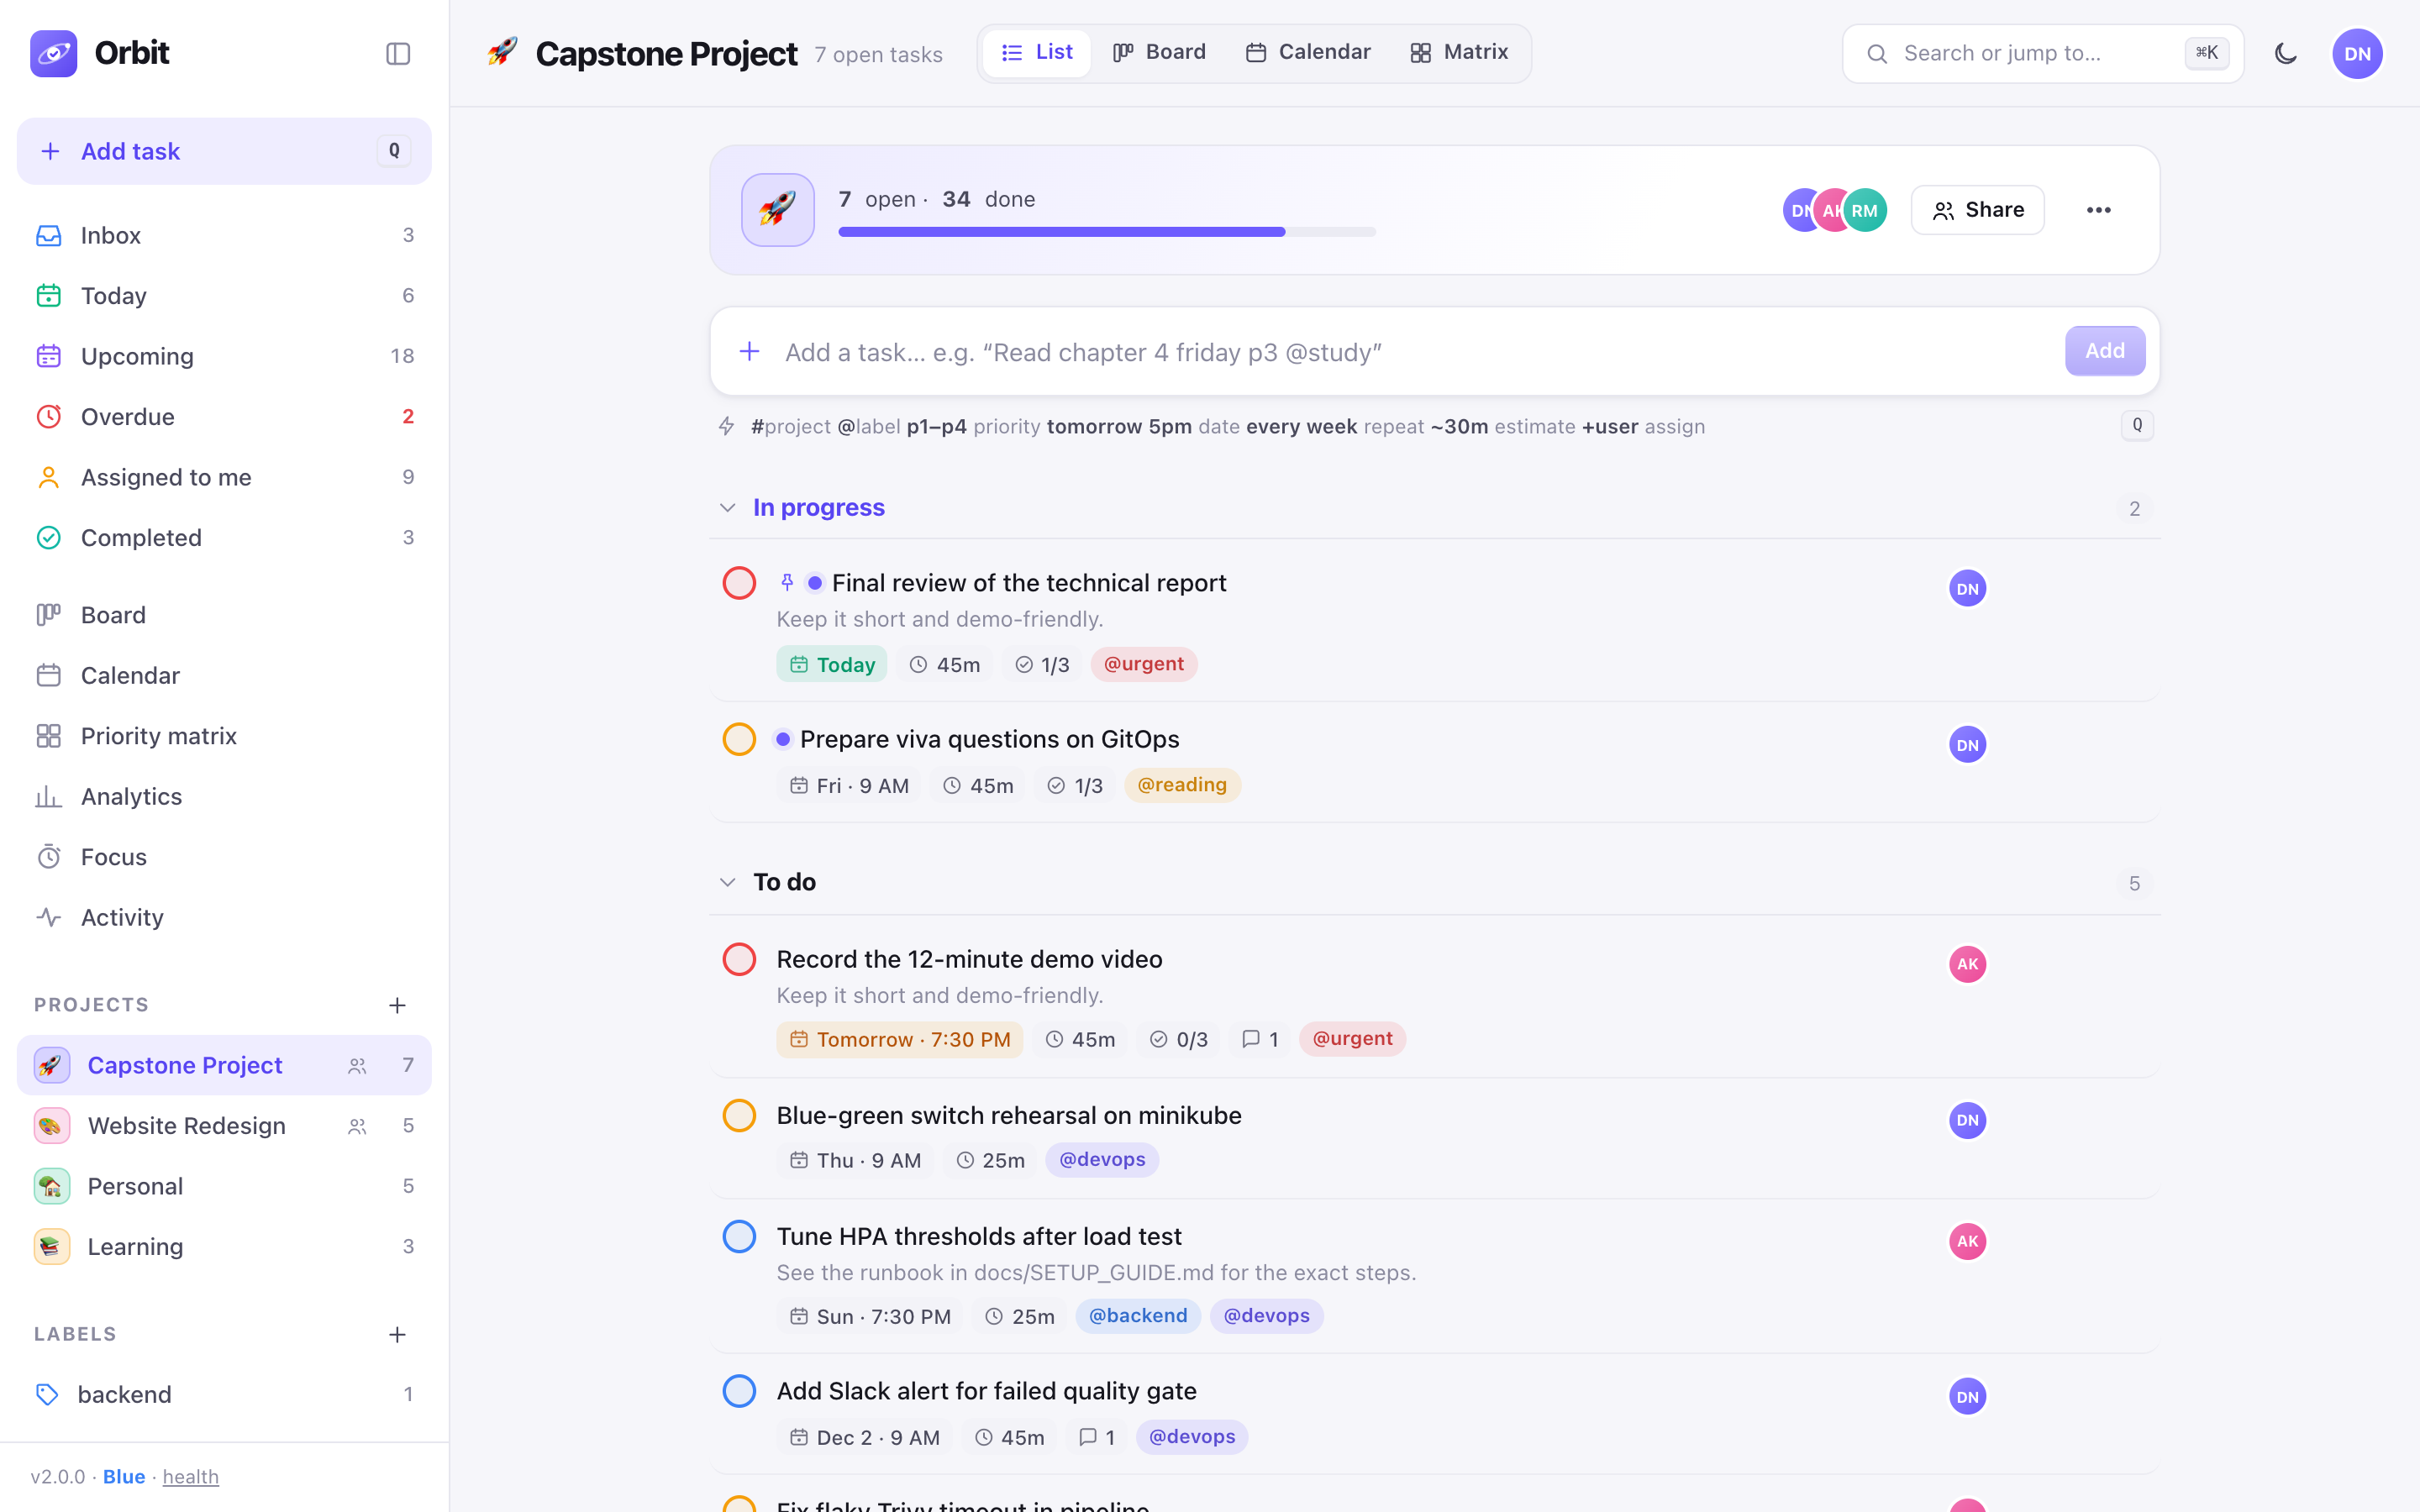 Orbit
Add task Q
Inbox 3
Today 6
Upcoming 18
Overdue 2
Assigned to me 9
Completed 3
Board
Calendar
Priority matrix
Analytics
Focus
Activity
PROJECTS
Capstone Project 7
Website Redesign 5
Personal 5
Learning 3
LABELS
backend 1
v2.0.0 · Blue · health
Capstone Project 7 open tasks
List Board Calendar Matrix
Search or jump to... ⌘K
DN
7 open · 34 done
DN AK RM
Share
Add a task... e.g. “Read chapter 4 friday p3 @study”
Add
#project @label p1–p4 priority tomorrow 5pm date every week repeat ~30m estimate +user assign Q
In progress 2
Final review of the technical report DN
Keep it short and demo-friendly.
Today 45m 1/3 @urgent
Prepare viva questions on GitOps DN
Fri · 9 AM 45m 1/3 @reading
To do 5
Record the 12-minute demo video AK
Keep it short and demo-friendly.
Tomorrow · 7:30 PM 45m 0/3 1 @urgent
Blue-green switch rehearsal on minikube DN
Thu · 9 AM 25m @devops
Tune HPA thresholds after load test AK
See the runbook in docs/SETUP_GUIDE.md for the exact steps.
Sun · 7:30 PM 25m @backend @devops
Add Slack alert for failed quality gate DN
Dec 2 · 9 AM 45m 1 @devops
Fix flaky Trivy timeout in pipeline